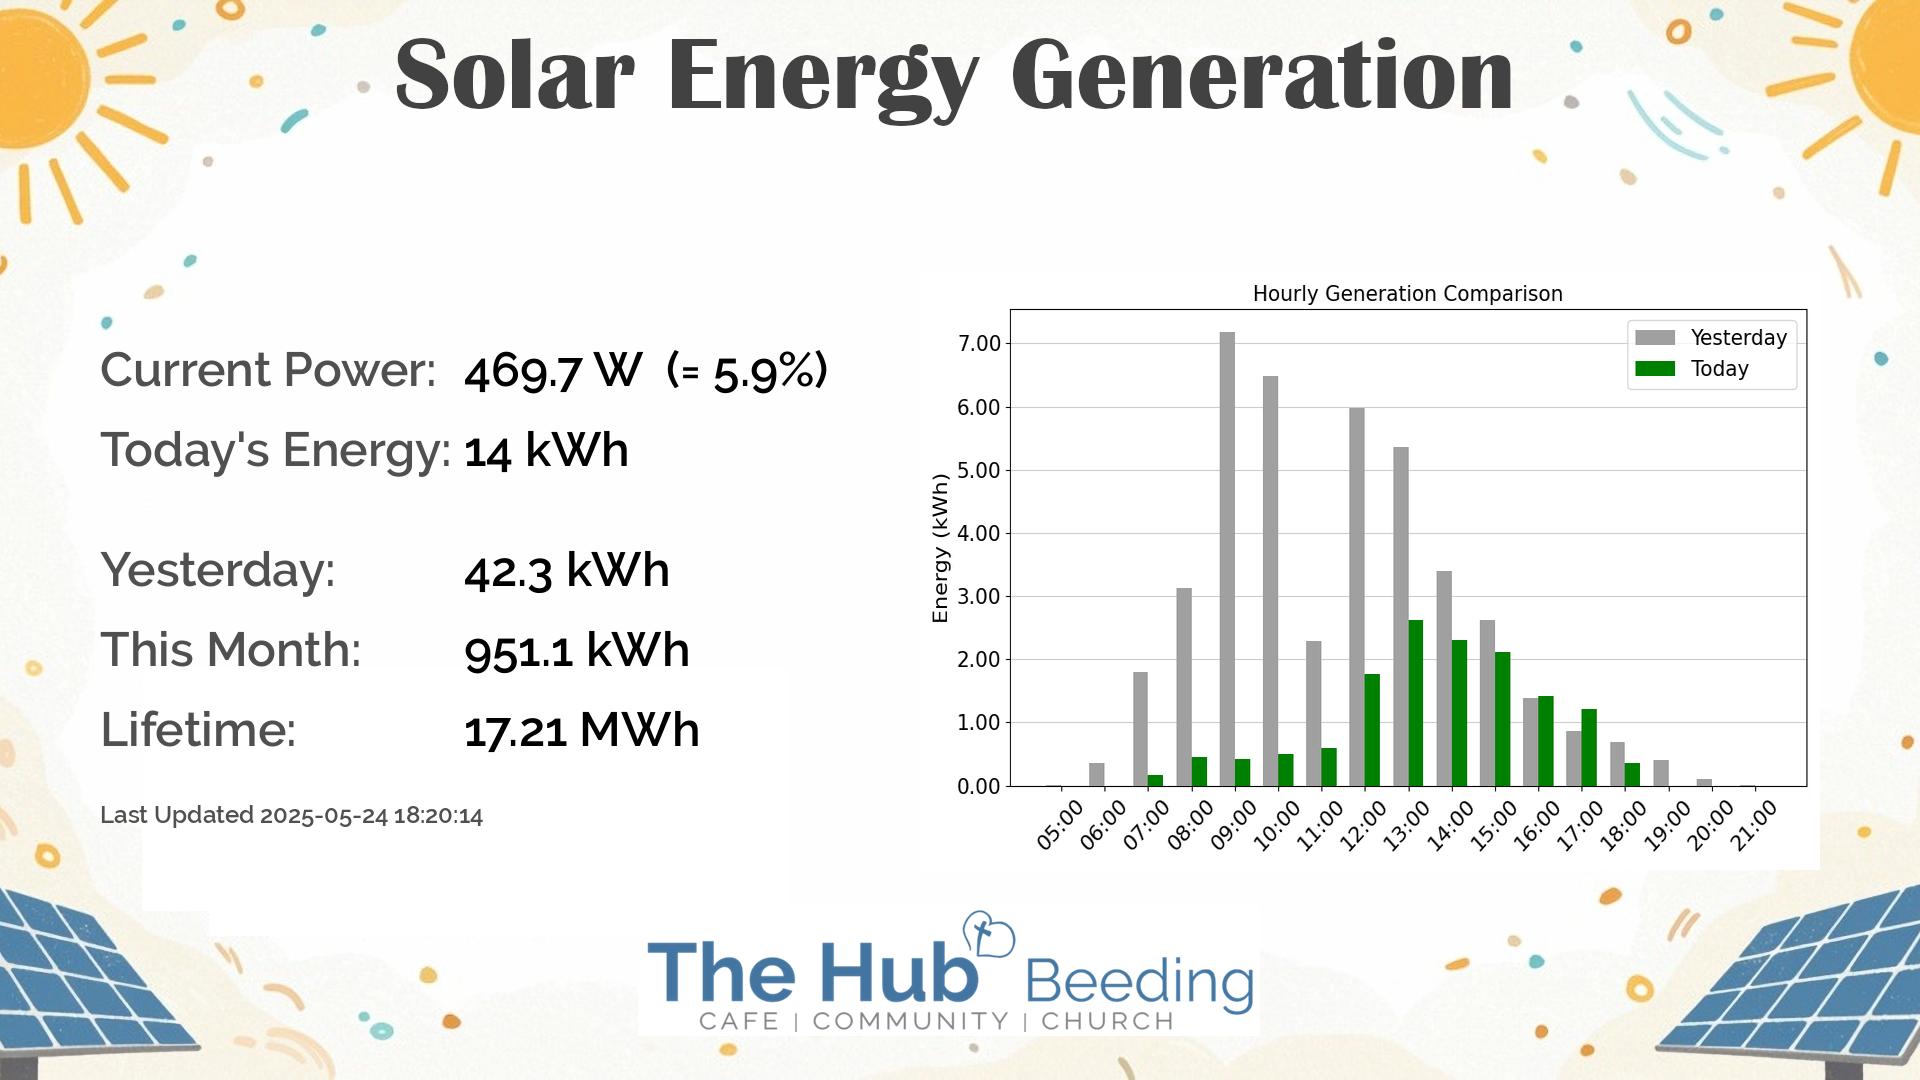 Solar Energy Generation
Current Power: 469.7 W (= 5.9%)
Today's Energy: 14 kWh
Yesterday: 42.3 kWh
This Month: 951.1 kWh
Lifetime: 17.21 MWh
Last Updated 2025-05-24 18:20:14
Hourly Generation Comparison
Yesterday
Today
Energy (kWh)
7.00
6.00
5.00
4.00
3.00
2.00
1.00
0.00
05:00 06:00 07:00 08:00 09:00 10:00 11:00 12:00 13:00 14:00 15:00 16:00 17:00 18:00 19:00 20:00 21:00
The Hub Beeding
CAFE | COMMUNITY | CHURCH